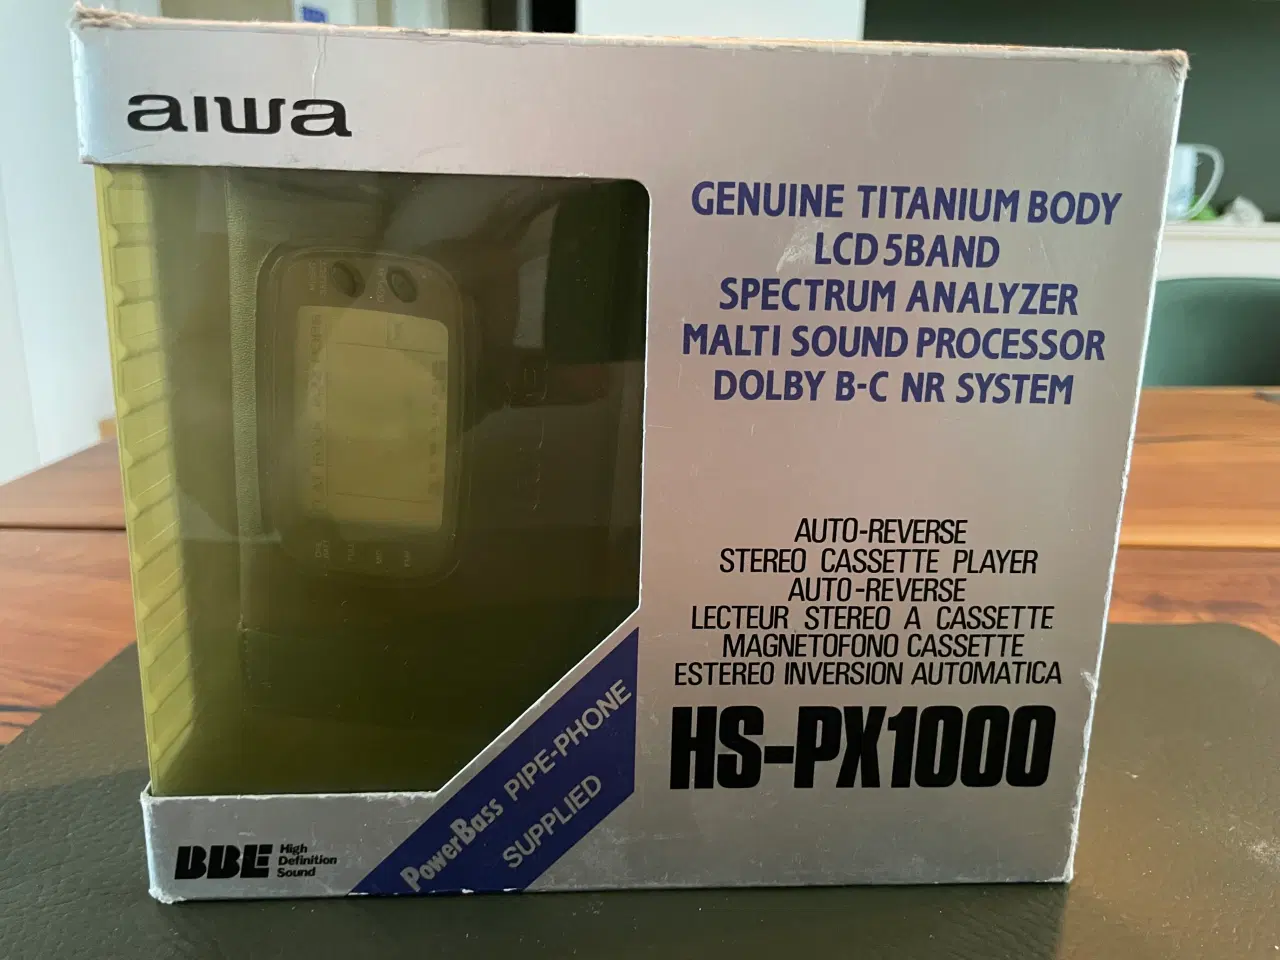 aiwa
GENUINE TITANIUM BODY
LCD 5BAND
SPECTRUM ANALYZER
MALTI SOUND PROCESSOR
DOLBY B-C NR SYSTEM
AUTO-REVERSE
STEREO CASSETTE PLAYER
AUTO-REVERSE
LECTEUR STEREO A CASSETTE
MAGNETOFONO CASSETTE
ESTEREO INVERSION AUTOMATICA
HS-PX1000
PowerBass PIPE-PHONE
SUPPLIED
BBE High
Definition
Sound